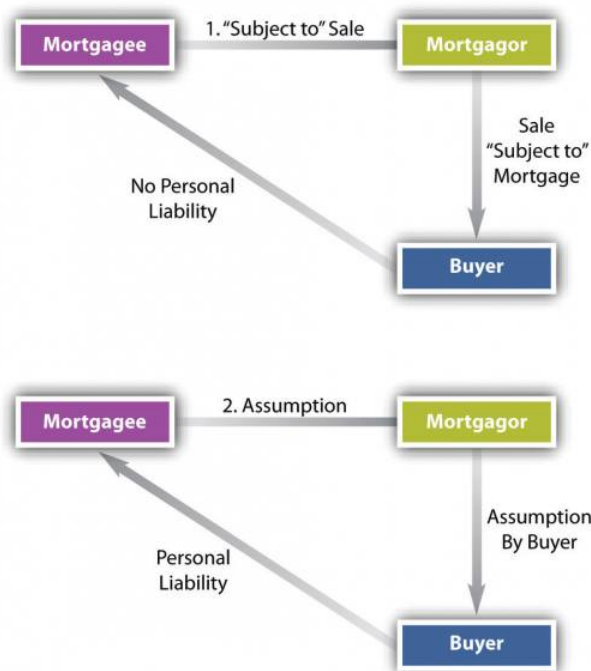 1. “Subject to” Sale
Mortgagee
Mortgagor
Sale
“Subject to”
Mortgage
No Personal
Liability
Buyer
2. Assumption
Mortgagee
Mortgagor
Assumption
By Buyer
Personal
Liability
Buyer